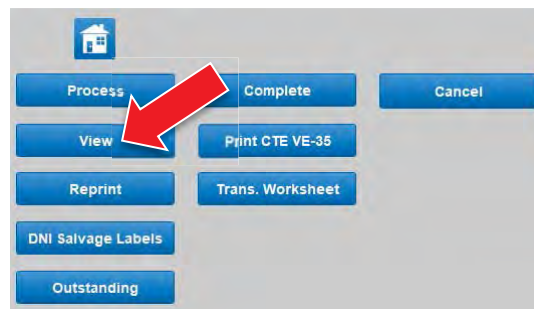 Process
Complete
Cancel
View
Print CTE VE-35
Reprint
Trans. Worksheet
DNI Salvage Labels
Outstanding